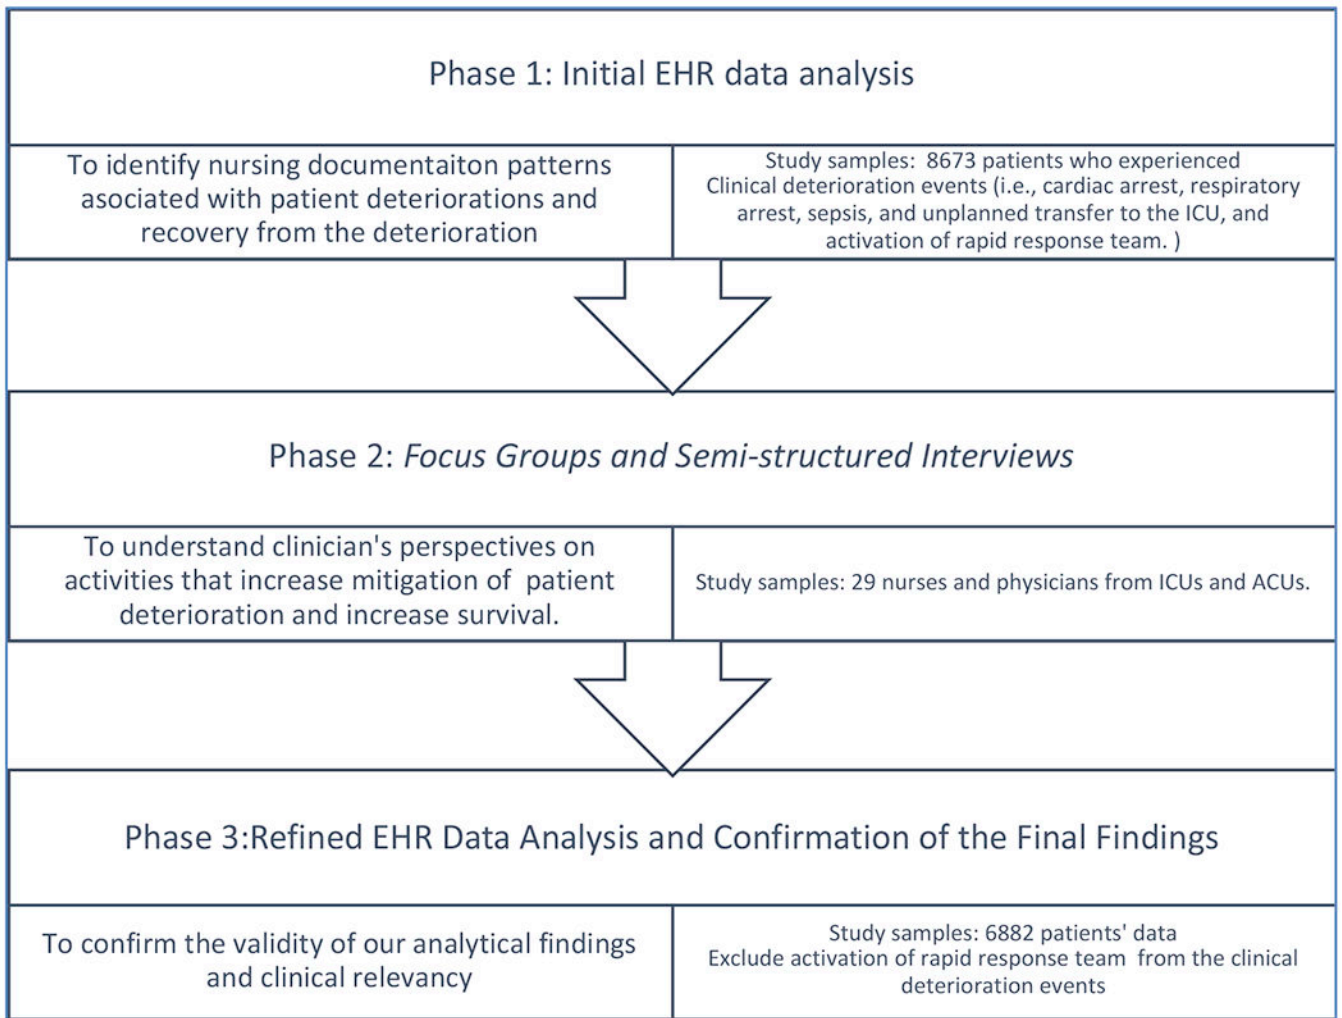 Phase 1: Initial EHR data analysis
To identify nursing documentaiton patterns
asociated with patient deteriorations and
recovery from the deterioration
Study samples:  8673 patients who experienced
Clinical deterioration events (i.e., cardiac arrest, respiratory
arrest, sepsis, and unplanned transfer to the ICU, and
activation of rapid response team. )
Phase 2: Focus Groups and Semi-structured Interviews
To understand clinician's perspectives on
activities that increase mitigation of  patient
deterioration and increase survival.
Study samples: 29 nurses and physicians from ICUs and ACUs.
Phase 3:Refined EHR Data Analysis and Confirmation of the Final Findings
To confirm the validity of our analytical findings
and clinical relevancy
Study samples: 6882 patients' data
Exclude activation of rapid response team  from the clinical
deterioration events